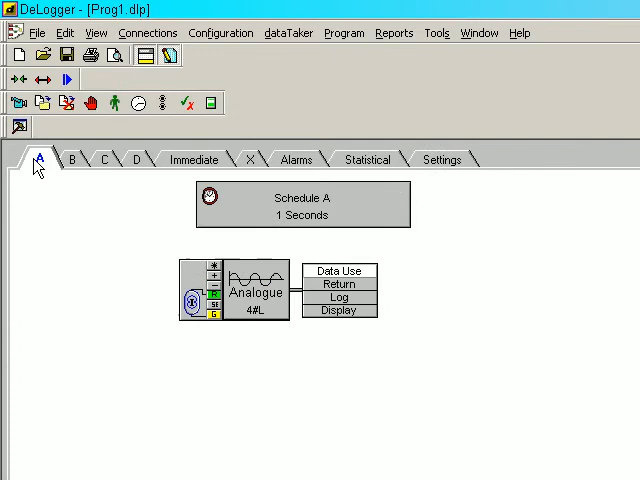 DeLogger - [Prog1.dlp]
File Edit View Connections Configuration dataTaker Program Reports Tools Window Help
A B C D Immediate X Alarms Statistical Settings
Schedule A
1 Seconds
*
+
–
R
SE
G
Analogue
4#L
Data Use
Return
Log
Display